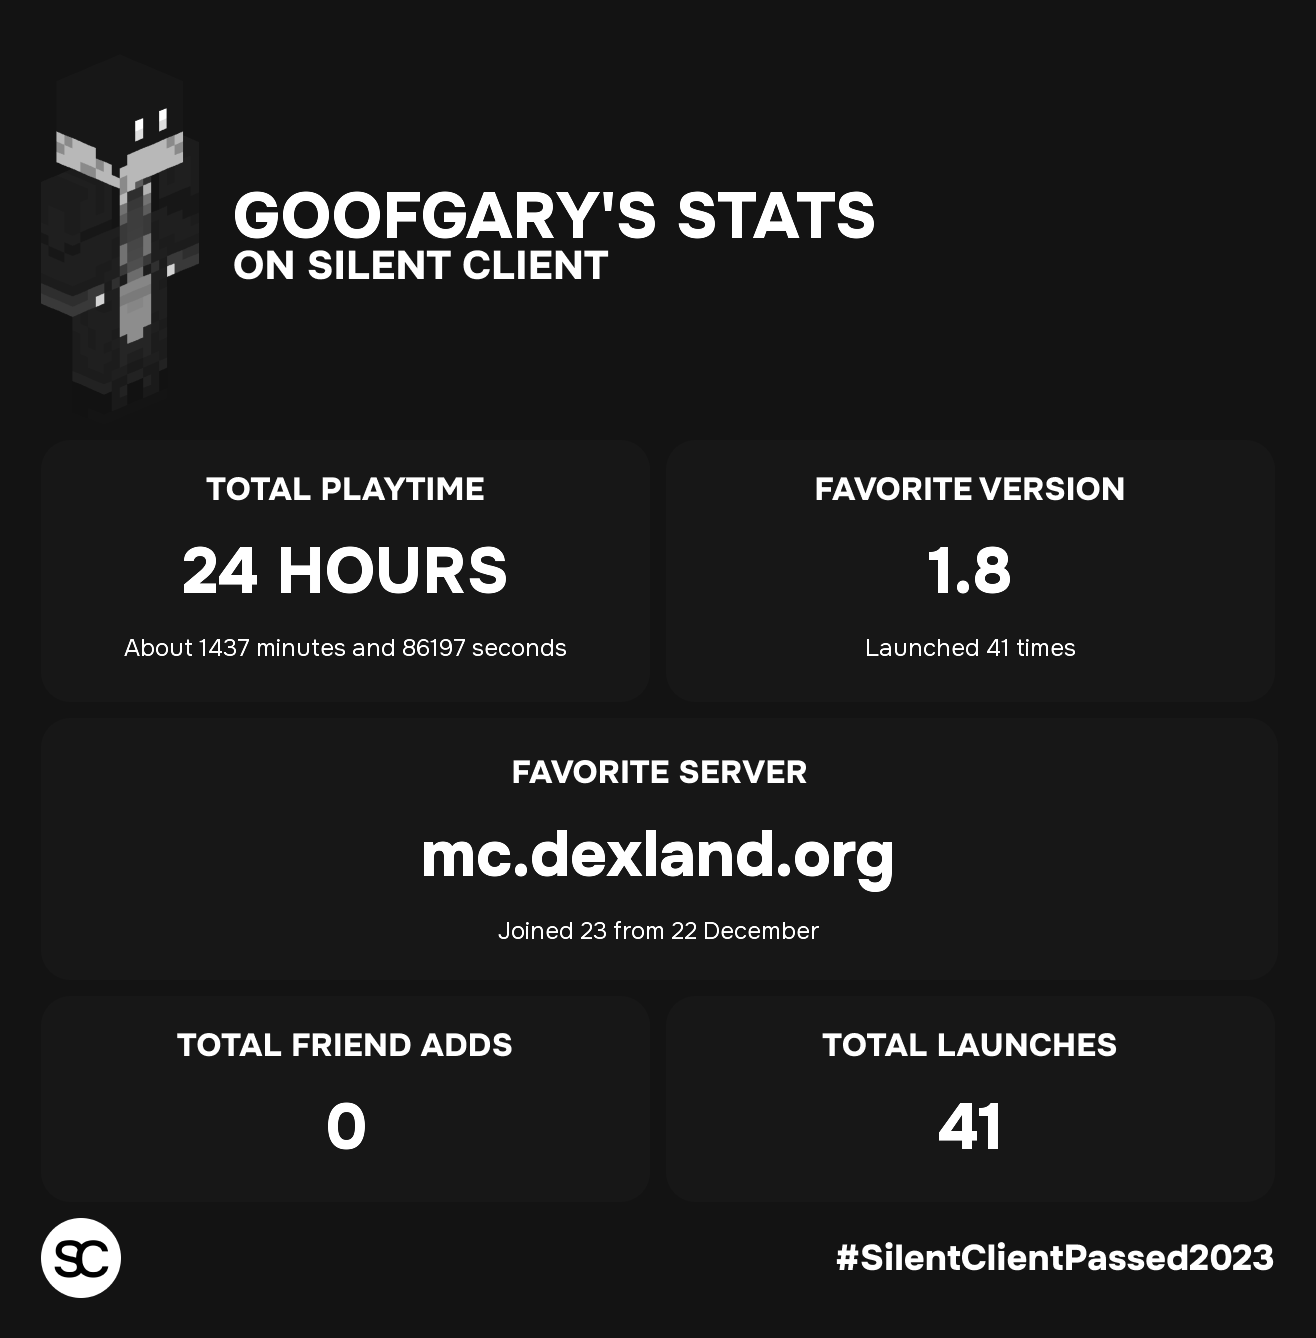 GOOFGARY'S STATS
ON SILENT CLIENT
TOTAL PLAYTIME
24 HOURS
About 1437 minutes and 86197 seconds
FAVORITE VERSION
1.8
Launched 41 times
FAVORITE SERVER
mc.dexland.org
Joined 23 from 22 December
TOTAL FRIEND ADDS
0
TOTAL LAUNCHES
41
SC
#SilentClientPassed2023